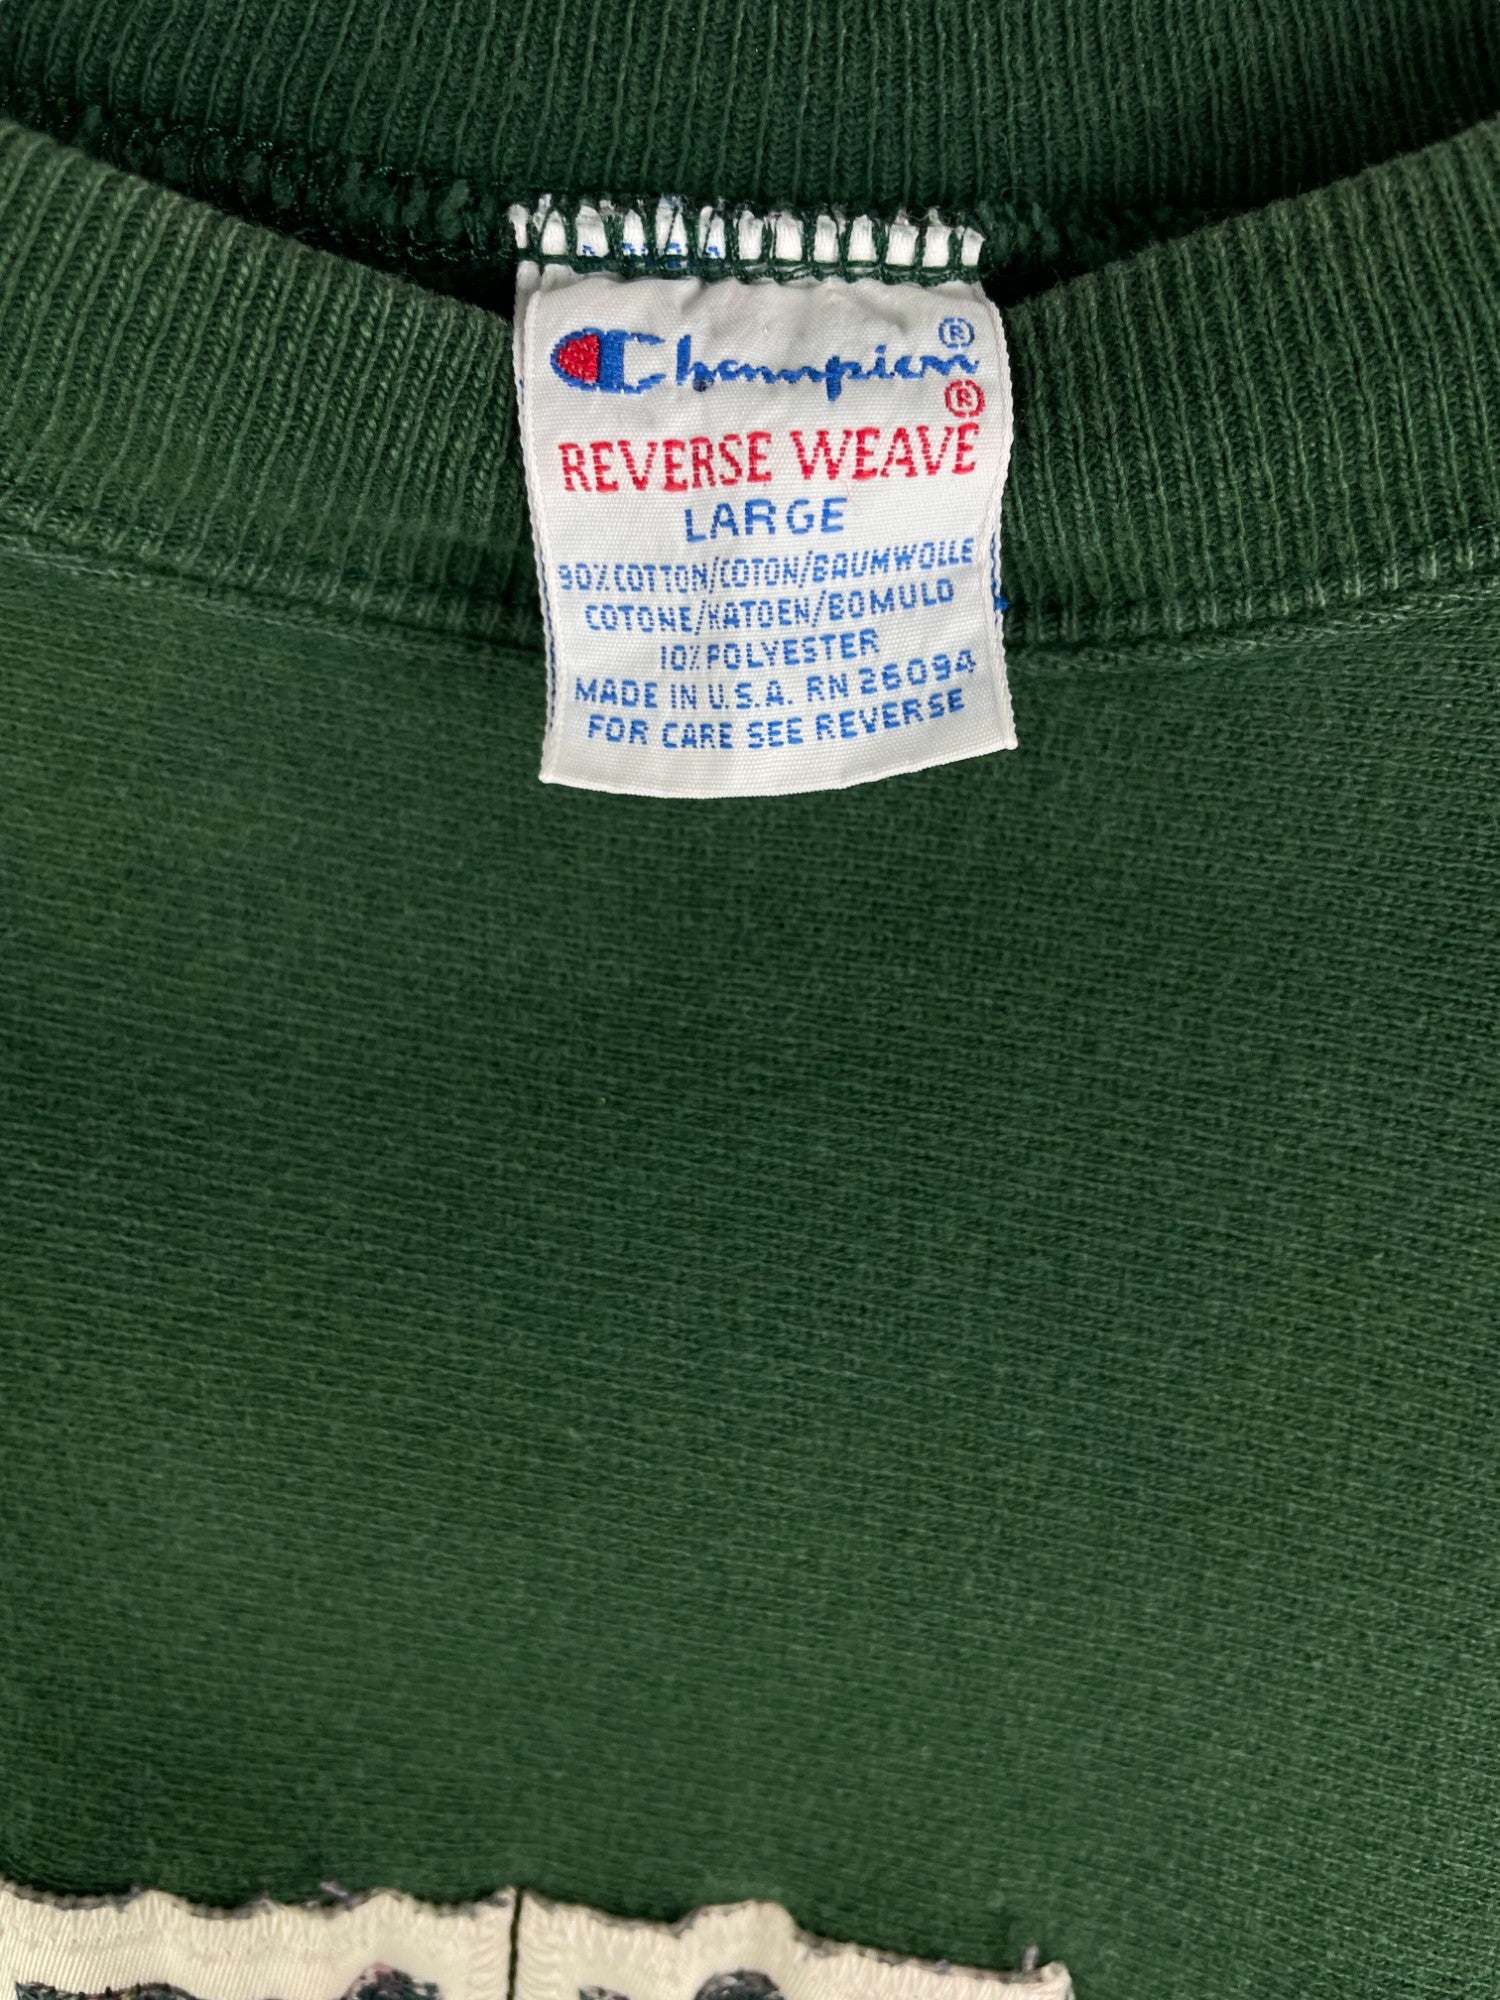 Champion®
REVERSE WEAVE®
LARGE
90% COTTON/COTON/BAUMWOLLE
COTONE/KATOEN/BOMULD
10% POLYESTER
MADE IN U.S.A. RN 26094
FOR CARE SEE REVERSE